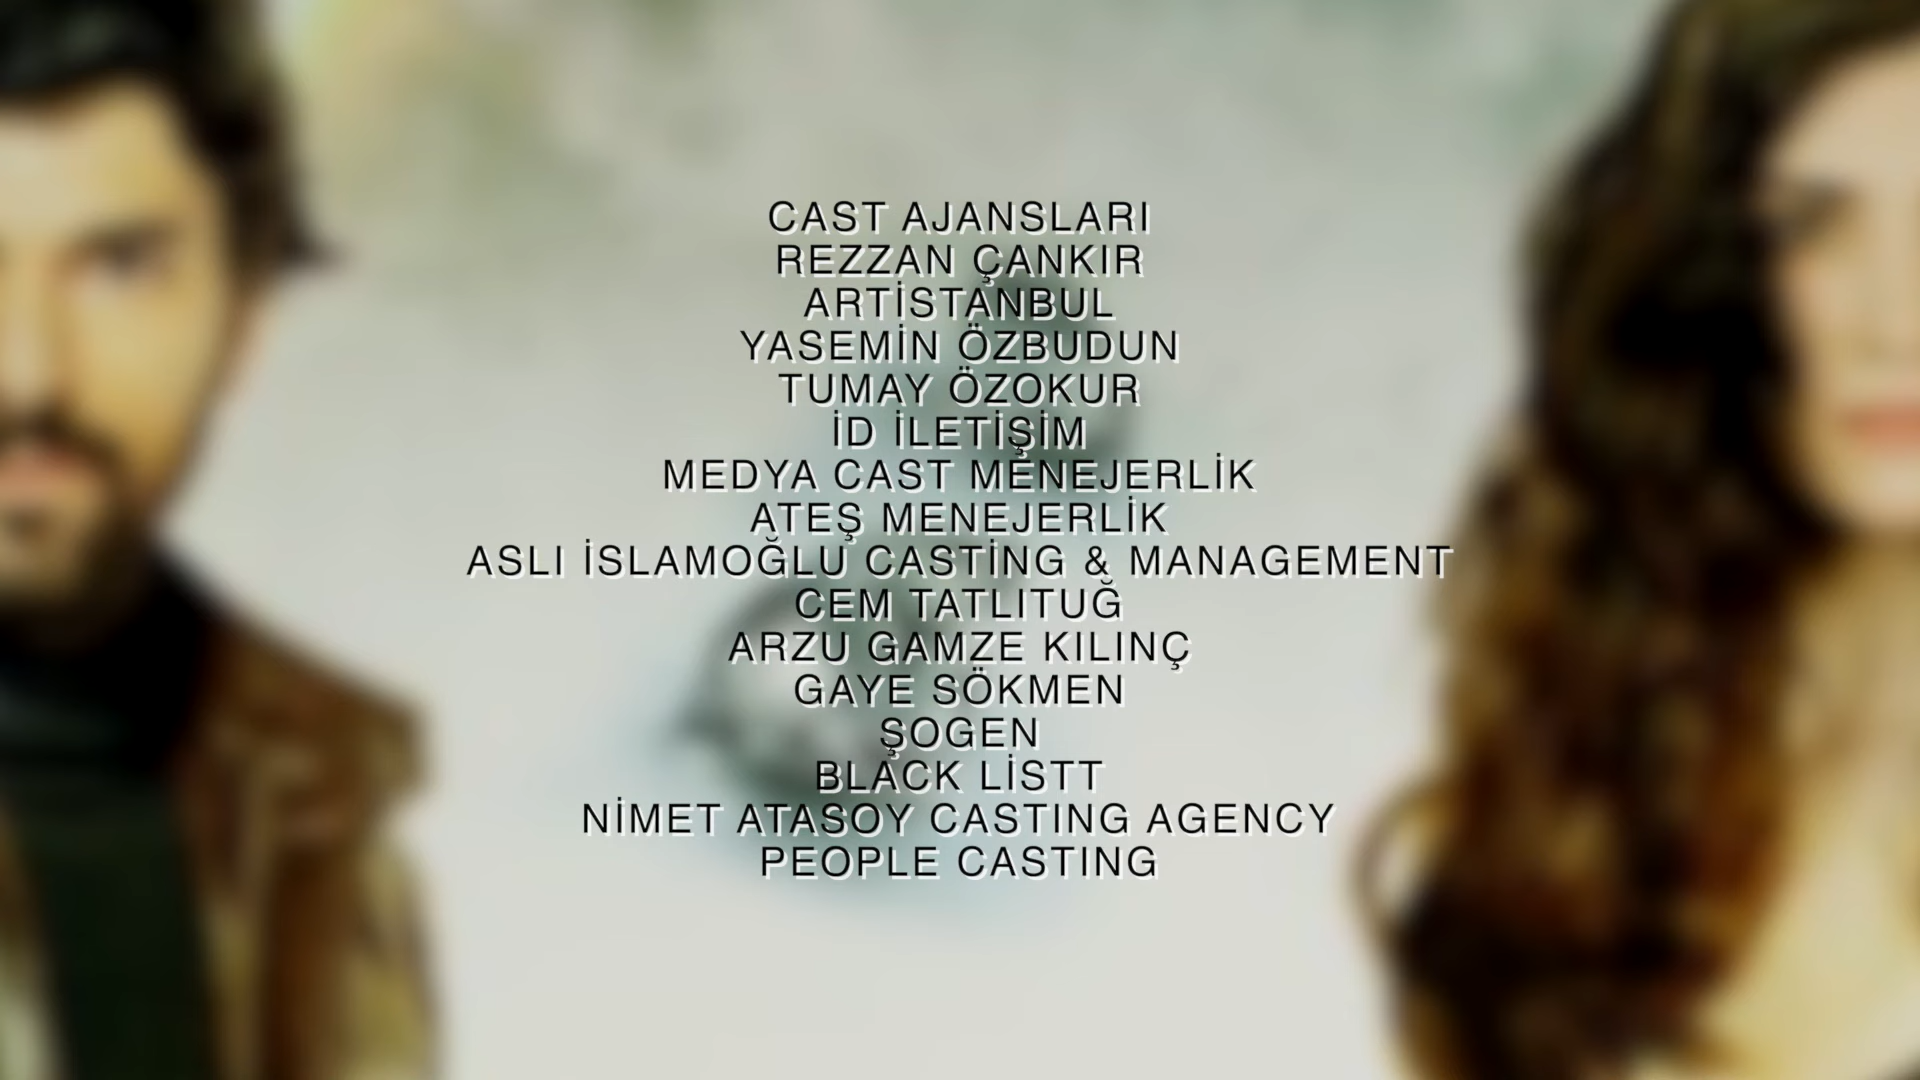 CAST AJANSLARI
REZZAN ÇANKIR
ARTİSTANBUL
YASEMİN ÖZBUDUN
TUMAY ÖZOKUR
İD İLETİŞİM
MEDYA CAST MENEJERLİK
ATEŞ MENEJERLİK
ASLI İSLAMOĞLU CASTİNG & MANAGEMENT
CEM TATLITUĞ
ARZU GAMZE KILINÇ
GAYE SÖKMEN
ŞOGEN
BLACK LİSTT
NİMET ATASOY CASTING AGENCY
PEOPLE CASTING